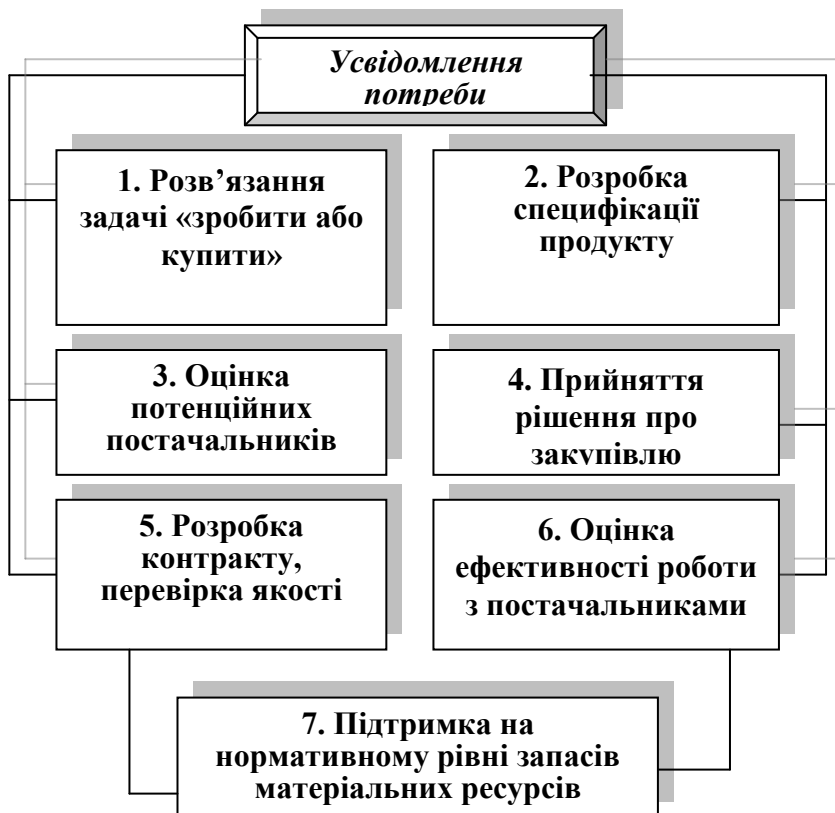 Усвідомлення
потреби
1. Розв’язання
задачі «зробити або
купити»
2. Розробка
специфікації
продукту
3. Оцінка
потенційних
постачальників
4. Прийняття
рішення про
закупівлю
5. Розробка
контракту,
перевірка якості
6. Оцінка
ефективності роботи
з постачальниками
7. Підтримка на
нормативному рівні запасів
матеріальних ресурсів